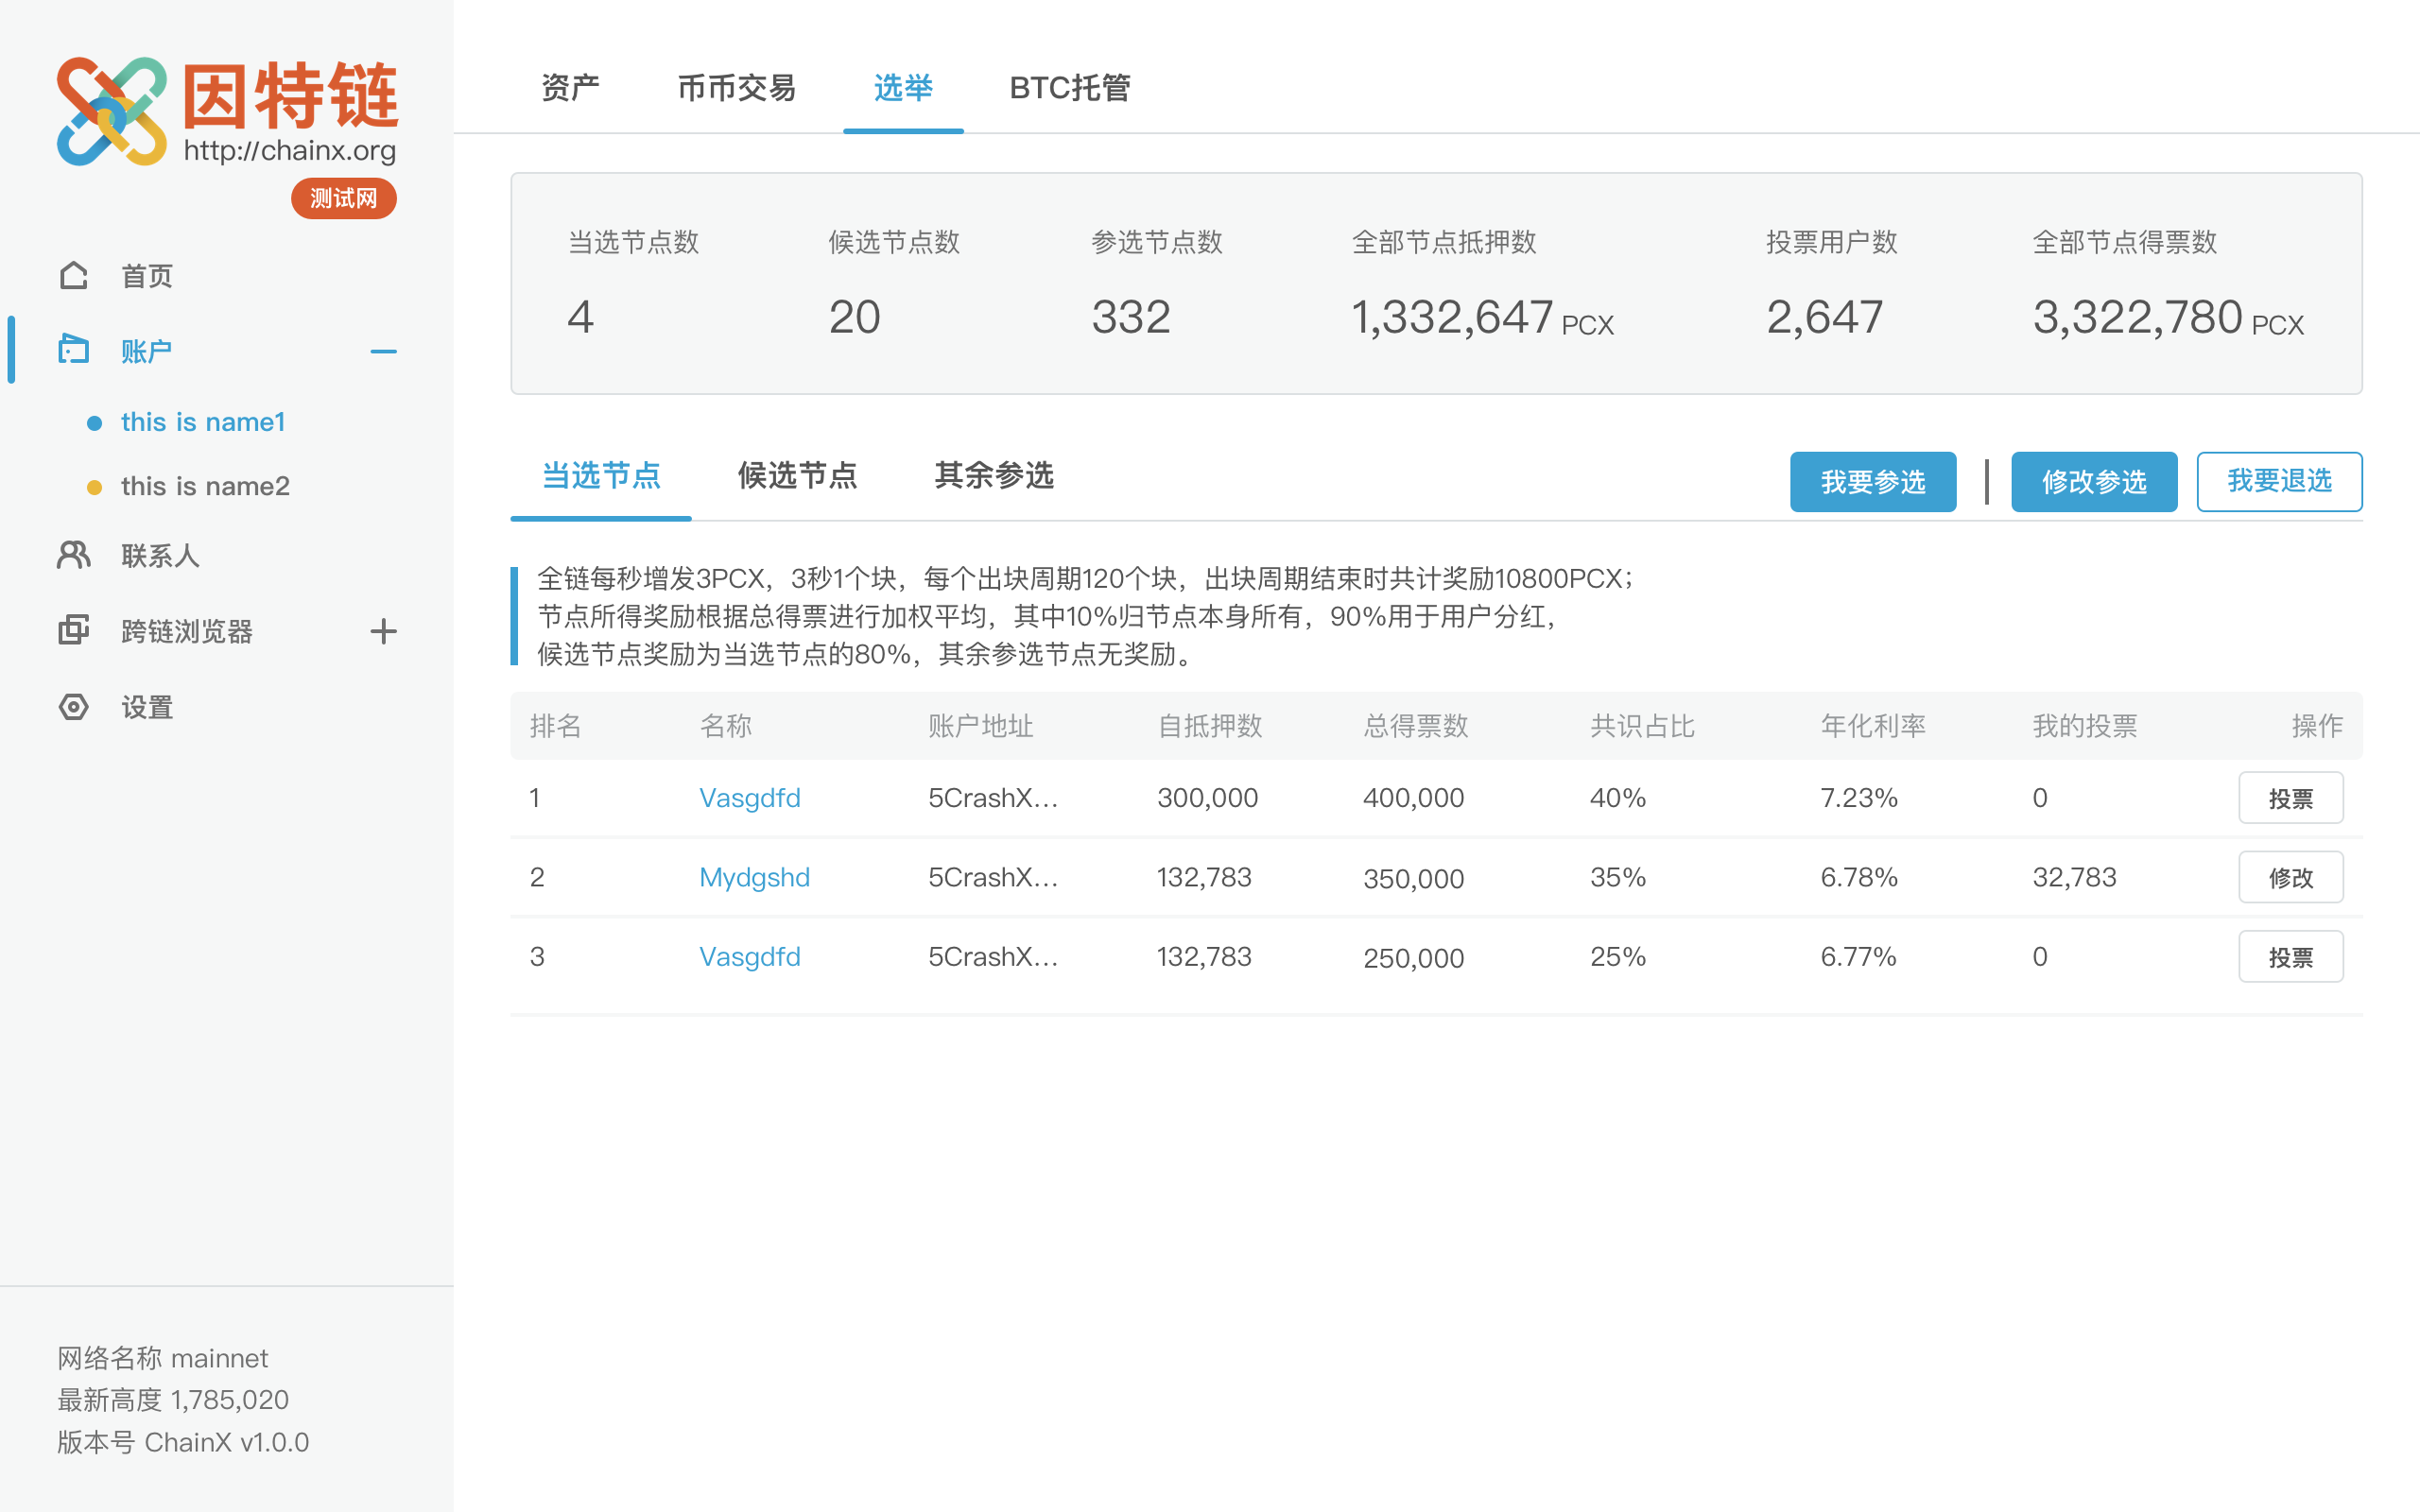 因特链
http://chainx.org
测试网
首页
账户
this is name1
this is name2
联系人
跨链浏览器
设置
网络名称 mainnet
最新高度 1,785,020
版本号 ChainX v1.0.0
资产 币币交易 选举 BTC托管
当选节点数 候选节点数 参选节点数 全部节点抵押数 投票用户数 全部节点得票数
4 20 332 1,332,647 PCX 2,647 3,322,780 PCX
当选节点 候选节点 其余参选 我要参选 修改参选 我要退选
全链每秒增发3PCX，3秒1个块，每个出块周期120个块，出块周期结束时共计奖励10800PCX；
节点所得奖励根据总得票进行加权平均，其中10%归节点本身所有，90%用于用户分红，
候选节点奖励为当选节点的80%，其余参选节点无奖励。
排名 名称 账户地址 自抵押数 总得票数 共识占比 年化利率 我的投票 操作
1 Vasgdfd 5CrashX... 300,000 400,000 40% 7.23% 0 投票
2 Mydgshd 5CrashX... 132,783 350,000 35% 6.78% 32,783 修改
3 Vasgdfd 5CrashX... 132,783 250,000 25% 6.77% 0 投票